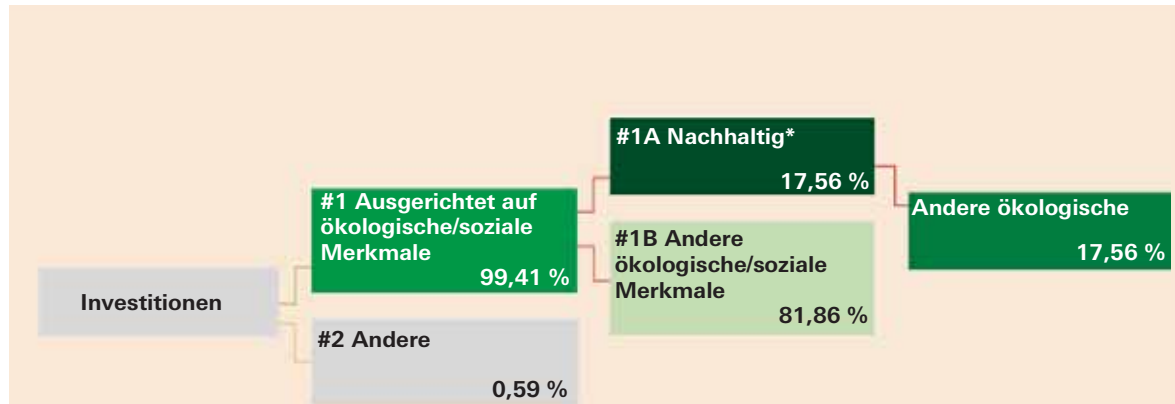 Investitionen
#1 Ausgerichtet auf
ökologische/soziale
Merkmale
99,41 %
#2 Andere
0,59 %
#1A Nachhaltig*
17,56 %
#1B Andere
ökologische/soziale
Merkmale
81,86 %
Andere ökologische
17,56 %